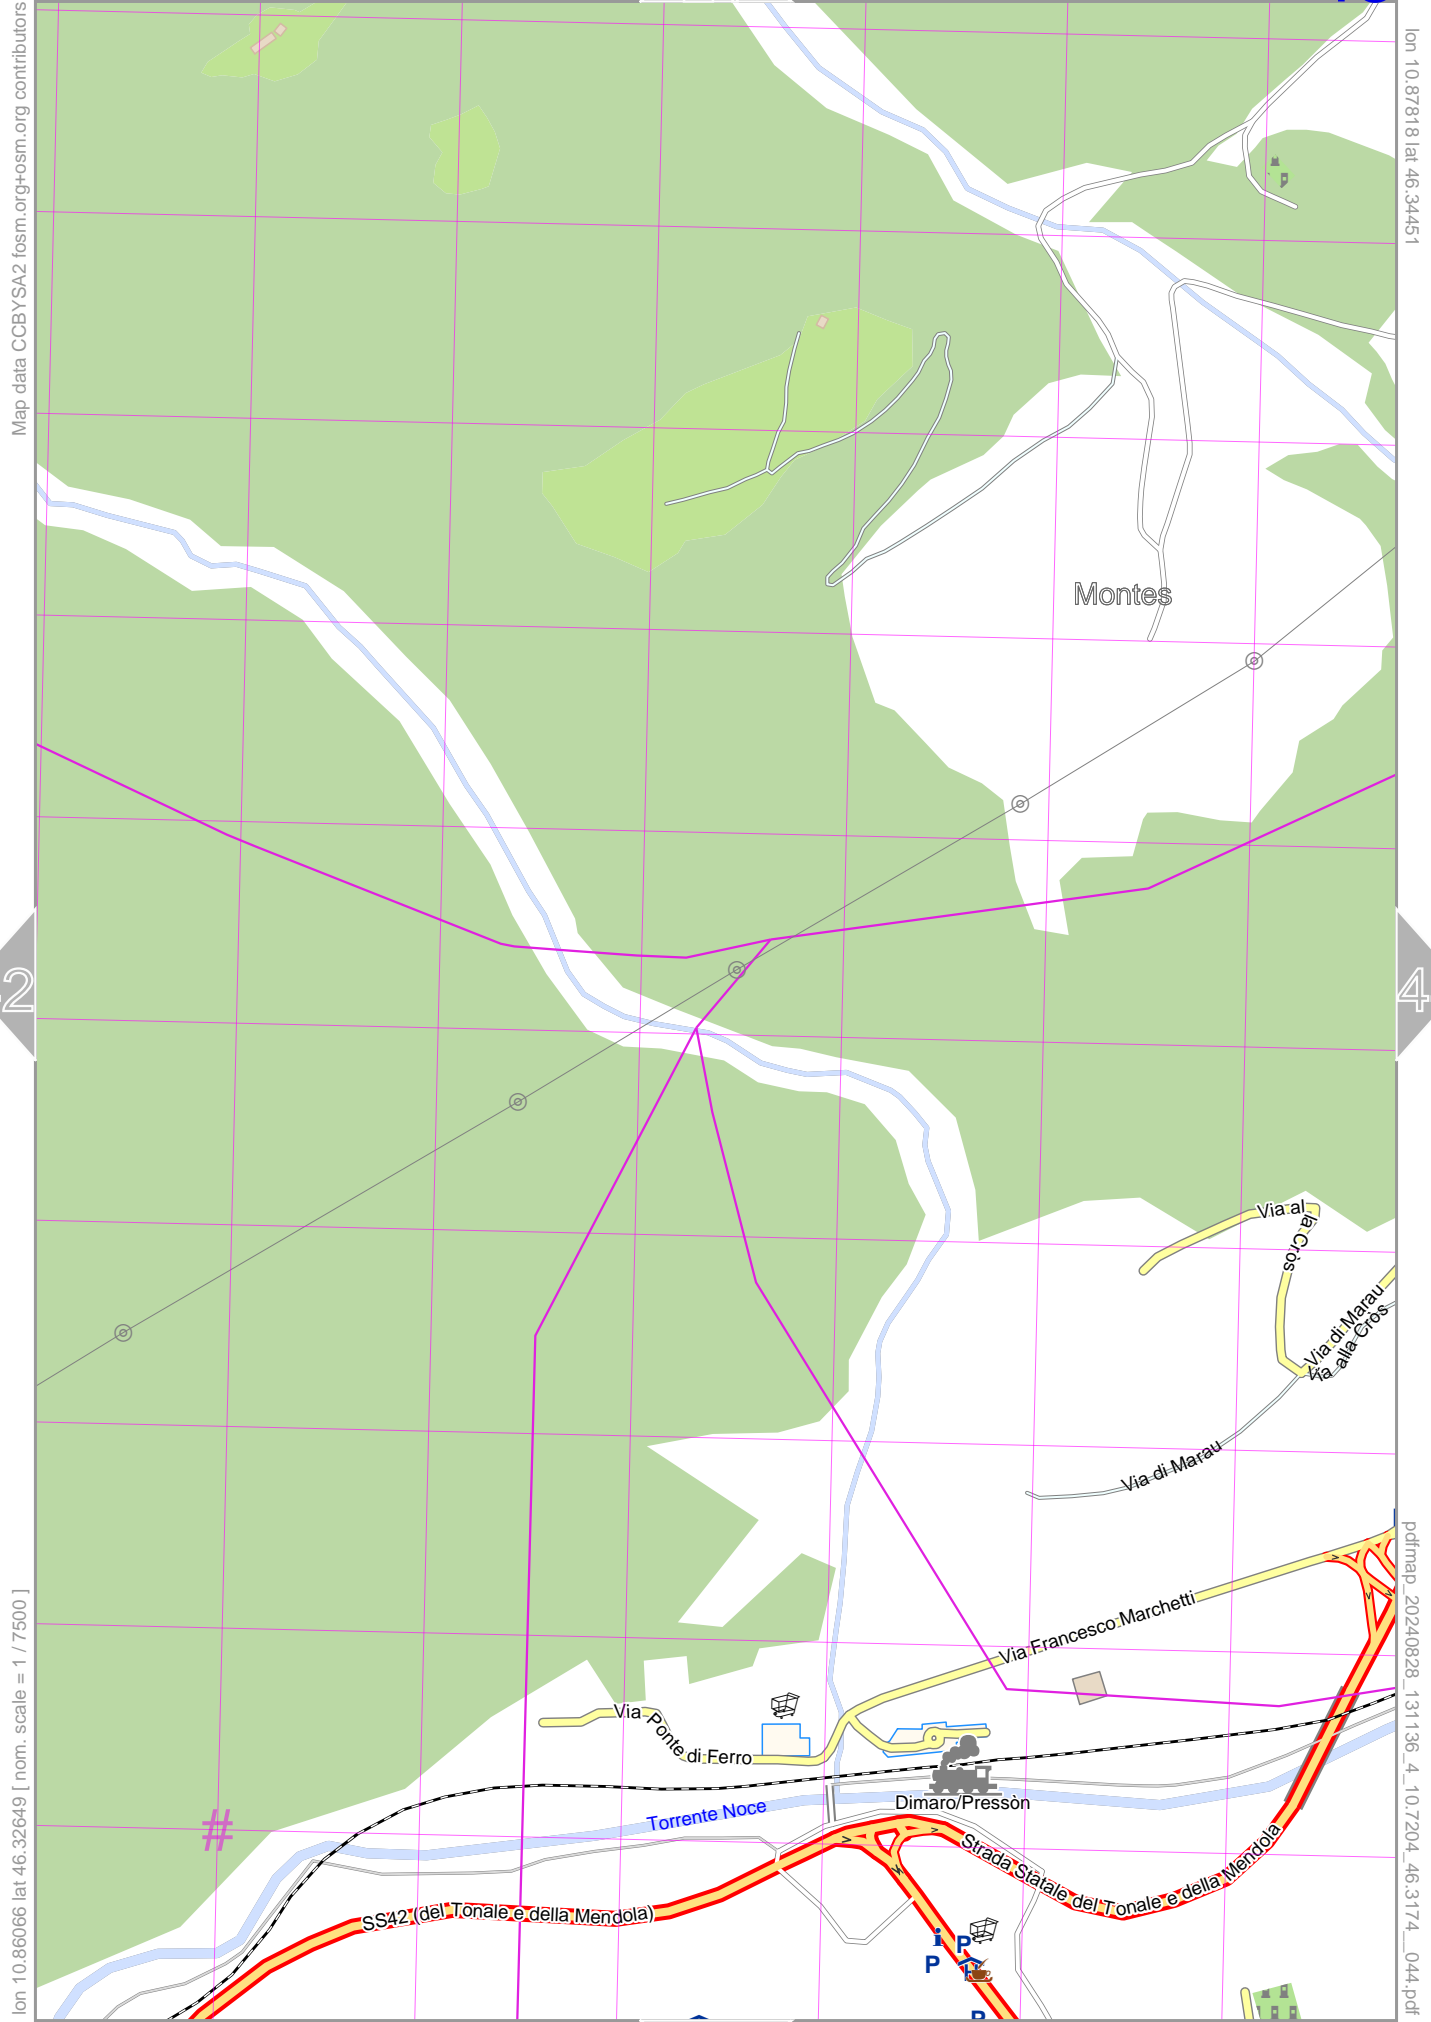 Map data CCBYSA2 fosm.org+osm.org contributors
lon 10.87818 lat 46.34451
Montes
2
4
Via al
la Cròs
Via di Marau
Via alla Cròs
Via di Marau
Via Francesco Marchetti
Via Ponte di Ferro
Torrente Noce
Dimaro/Pressòn
#
Strada Statale del Tonale e della Mendola
SS42 (del Tonale e della Mendola)
i
P
P
H
P
lon 10.86066 lat 46.32649 [ nom. scale = 1 / 7500 ]
pdfmap_20240828_131136_4_10.7204_46.3174__044.pdf